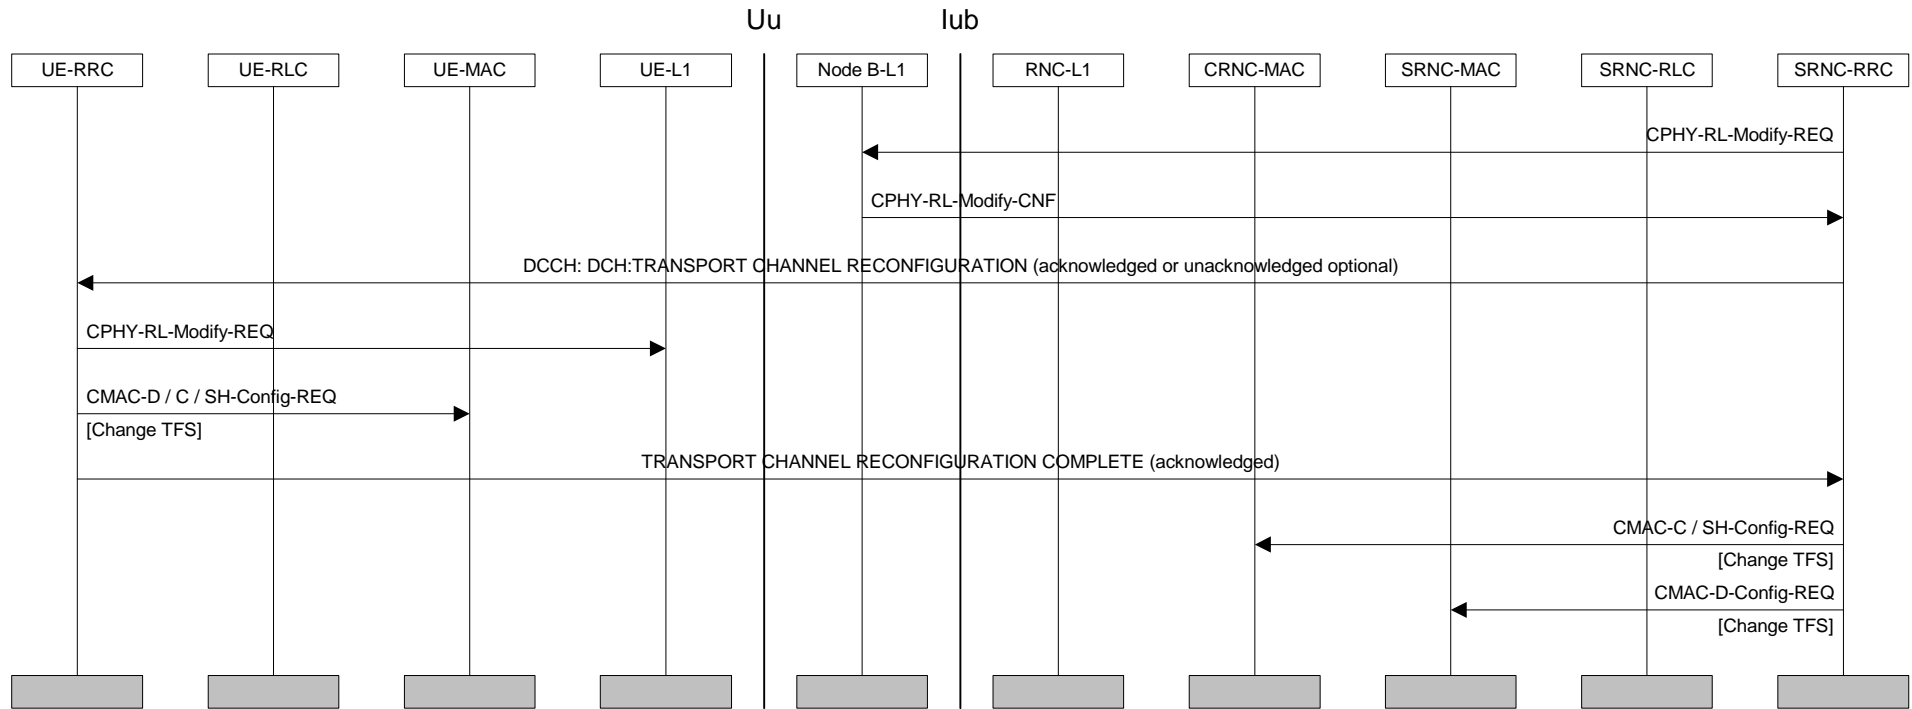 Uu
Iub
UE-RRC
UE-RLC
UE-MAC
UE-L1
Node B-L1
RNC-L1
CRNC-MAC
SRNC-MAC
SRNC-RLC
SRNC-RRC
CPHY-RL-Modify-REQ
CPHY-RL-Modify-CNF
DCCH: DCH:TRANSPORT CHANNEL RECONFIGURATION (acknowledged or unacknowledged optional)
CPHY-RL-Modify-REQ
CMAC-D / C / SH-Config-REQ
[Change TFS]
TRANSPORT CHANNEL RECONFIGURATION COMPLETE (acknowledged)
CMAC-C / SH-Config-REQ
[Change TFS]
CMAC-D-Config-REQ
[Change TFS]